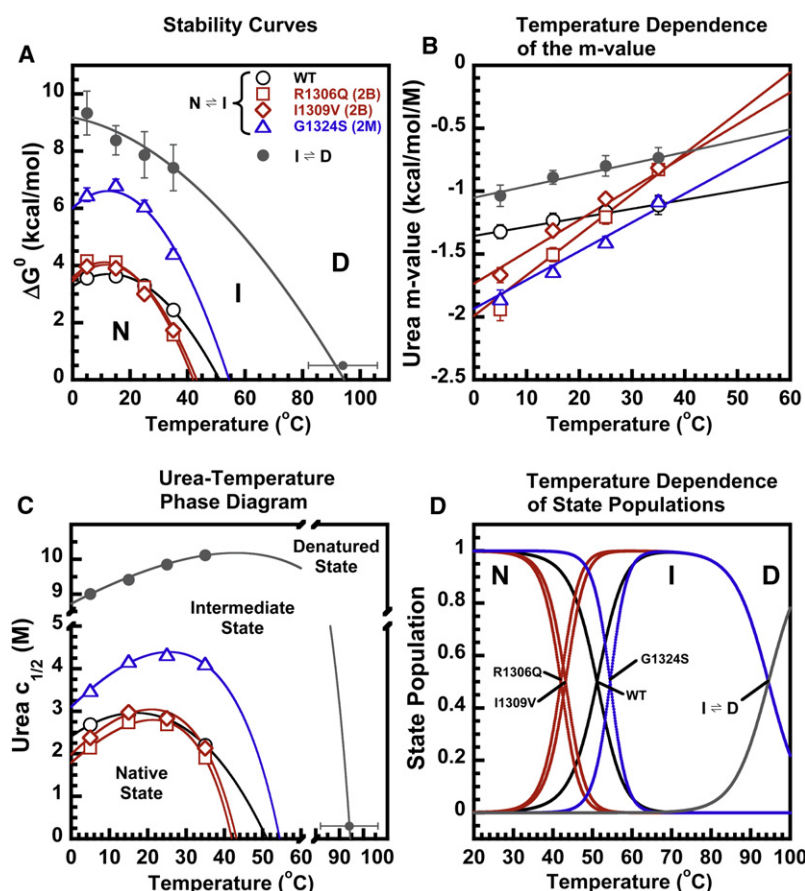 A
Stability Curves
ΔG⁰ (kcal/mol)
10
8
6
4
2
0
N ⇌ I
WT
R1306Q (2B)
I1309V (2B)
G1324S (2M)
I ⇌ D
N
I
D
0 20 40 60 80 100
Temperature (°C)
B
Temperature Dependence
of the m-value
Urea m-value (kcal/mol/M)
0
-0.5
-1
-1.5
-2
-2.5
0 10 20 30 40 50 60
Temperature (°C)
C
Urea-Temperature
Phase Diagram
Urea c1/2 (M)
10
9
5
4
3
2
1
0
Denatured
State
Intermediate
State
Native
State
0 10 20 30 40 50 60 90 100
Temperature (°C)
D
Temperature Dependence
of State Populations
State Population
1
0.8
0.6
0.4
0.2
0
N
I
D
R1306Q
I1309V
G1324S
WT
I ⇌ D
20 30 40 50 60 70 80 90 100
Temperature (°C)